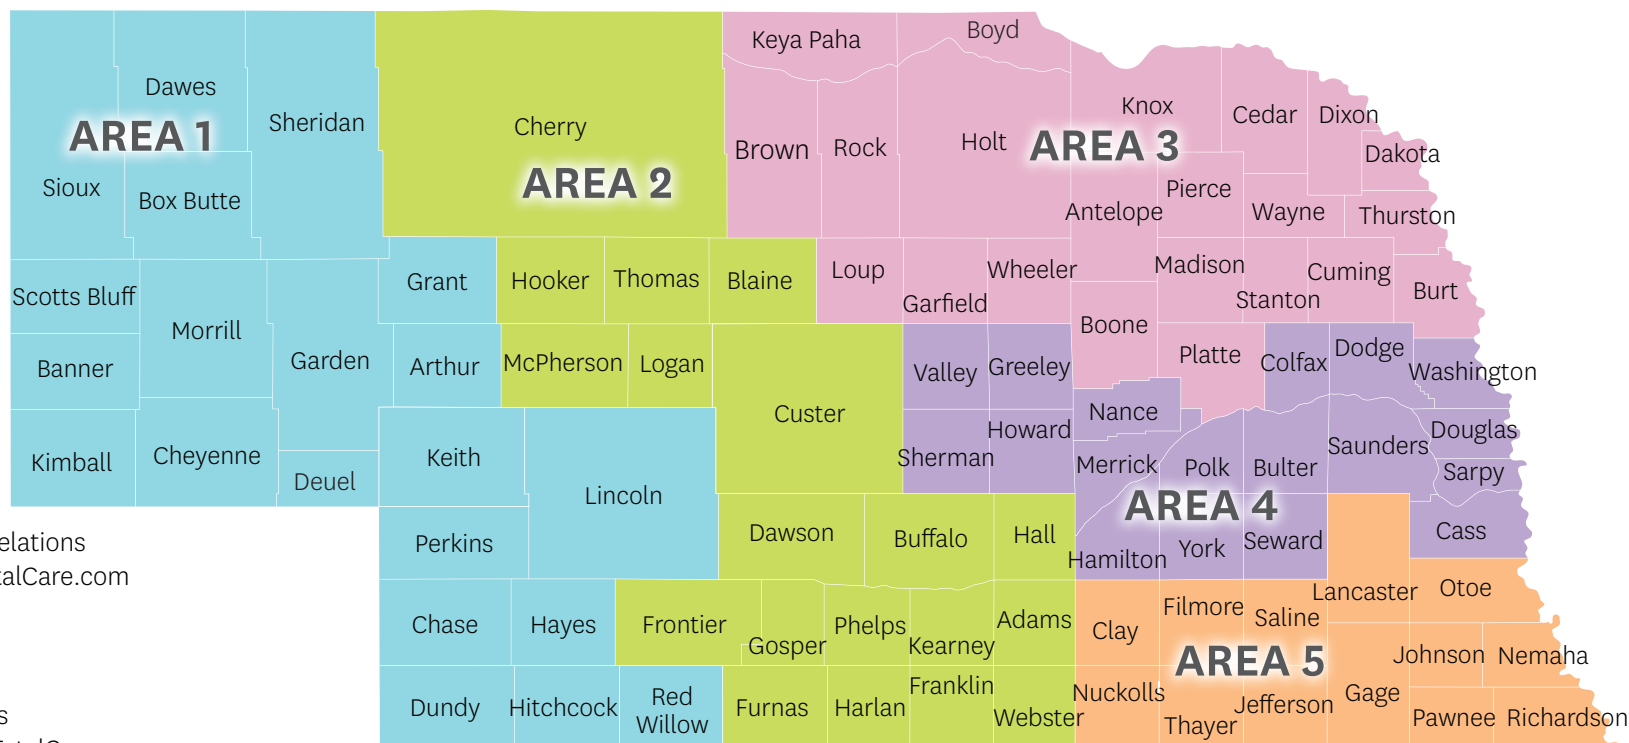 Keya Paha
Boyd
Dawes
Sheridan
Cherry
Knox
Cedar
Dixon
AREA 1
AREA 2
AREA 3
Brown
Rock
Holt
Dakota
Sioux
Box Butte
Pierce
Antelope
Wayne
Thurston
Scotts Bluff
Grant
Hooker
Thomas
Blaine
Loup
Wheeler
Garfield
Madison
Stanton
Cuming
Burt
Morrill
Banner
Garden
Arthur
McPherson
Logan
Valley
Greeley
Boone
Platte
Colfax
Dodge
Washington
Custer
Nance
Howard
Sherman
Merrick
Polk
Bulter
Saunders
Douglas
Sarpy
Kimball
Cheyenne
Deuel
Keith
Lincoln
AREA 4
elations
talCare.com
Perkins
Dawson
Buffalo
Hall
Hamilton
York
Seward
Cass
Chase
Hayes
Frontier
Gosper
Phelps
Kearney
Adams
Clay
Filmore
Saline
Lancaster
Otoe
AREA 5
Johnson
Nemaha
Dundy
Hitchcock
Red
Willow
Furnas
Harlan
Franklin
Webster
Nuckolls
Thayer
Jefferson
Gage
Pawnee
Richardson
s